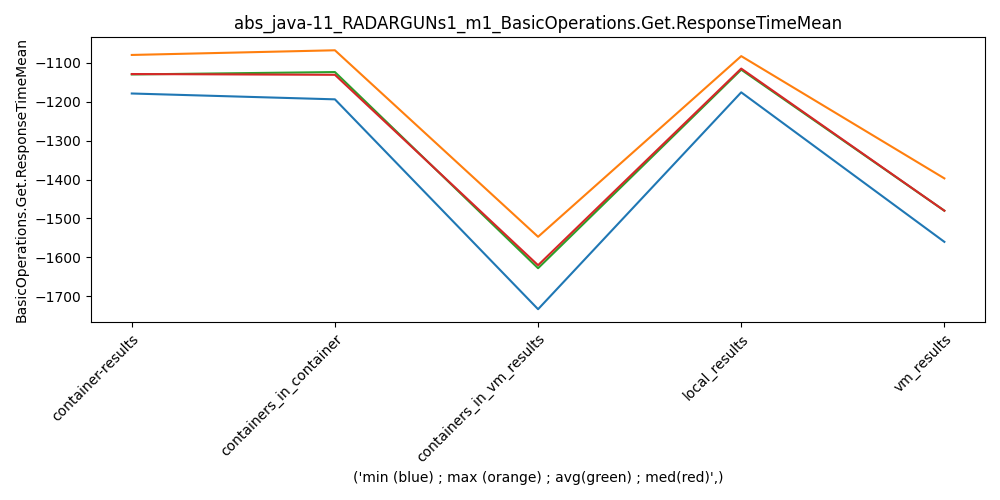 abs_java-11_RADARGUNs1_m1_BasicOperations.Get.ResponseTimeMean
BasicOperations.Get.ResponseTimeMean
−1100
−1200
−1300
−1400
−1500
−1600
−1700
container-results
containers_in_container
containers_in_vm_results
local_results
vm_results
('min (blue) ; max (orange) ; avg(green) ; med(red)',)